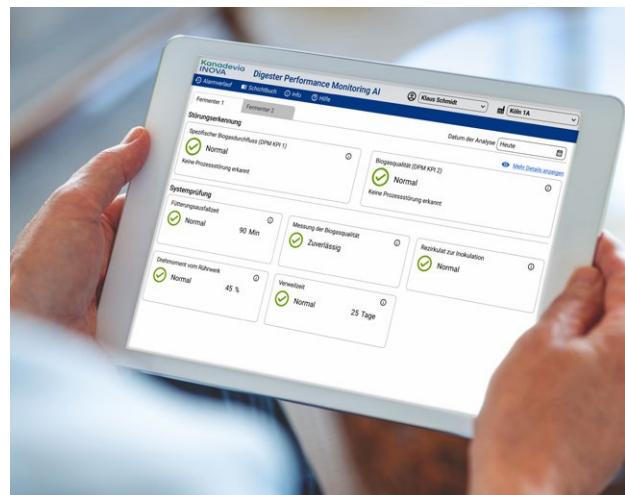 Kanadevia
INOVA
Digester Performance Monitoring AI
Klaus Schmidt
Köln 1A
Alarmverlauf
Schichtbuch
Info
Hilfe
Fermenter 1
Fermenter 2
Datum der Analyse
Heute
Störungserkennung
Mehr Details anzeigen
Spezifischer Biogasdurchfluss (DPM KPI 1)
Normal
Keine Prozessstörung erkannt
Biogasqualität (DPM KPI 2)
Normal
Keine Prozessstörung erkannt
Systemprüfung
Fütterungsausfallzeit
Normal
90 Min
Messung der Biogasqualität
Zuverlässig
Rezirkulat zur Inokulation
Normal
Drehmoment vom Rührwerk
Normal
45 %
Verweilzeit
Normal
25 Tage